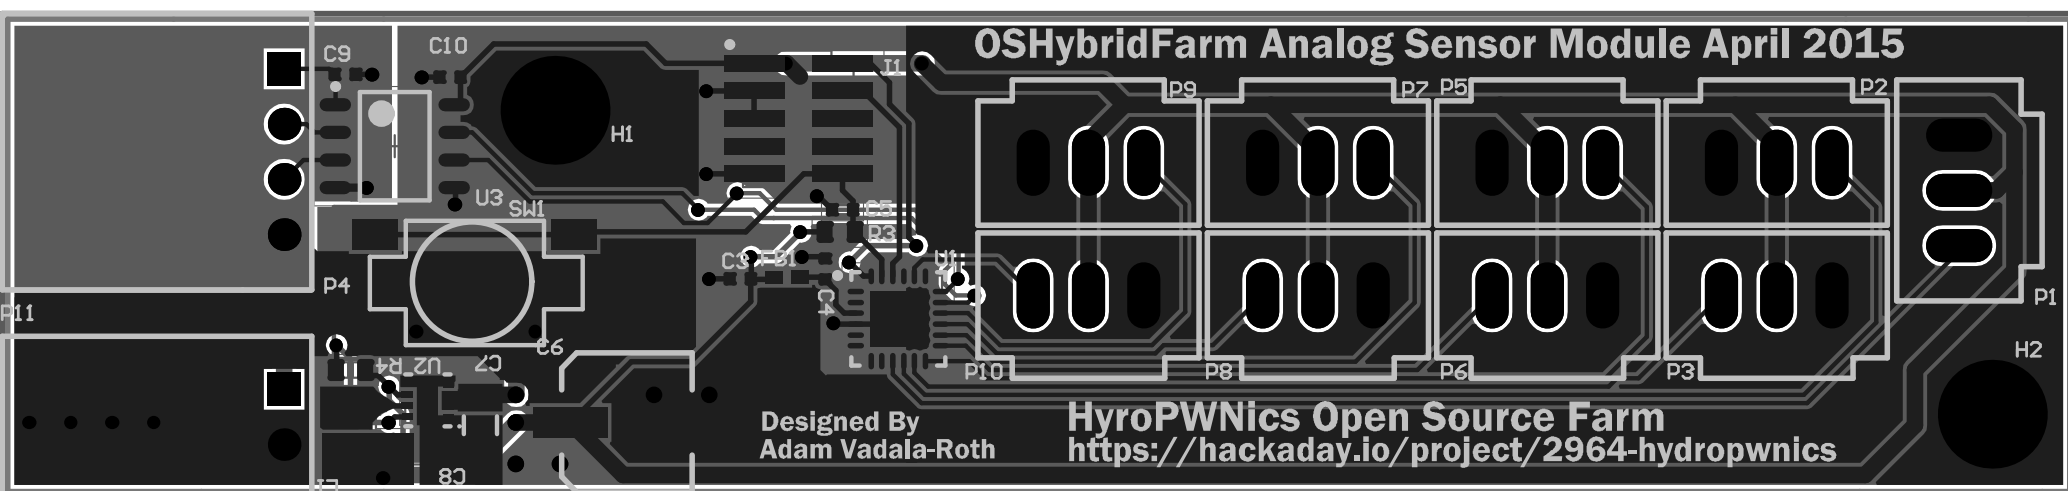 OSHybridFarm Analog Sensor Module April 2015
C9
C10
J1
P9
P7
P5
P2
H1
U3
SW1
C5
R3
C3
FB1
U1
C4
P4
P11
P1
C6
H2
R4
U2
C7
P10
P8
P6
P3
Designed By
Adam Vadala-Roth
HyroPWNics Open Source Farm
https://hackaday.io/project/2964-hydropwnics
C8